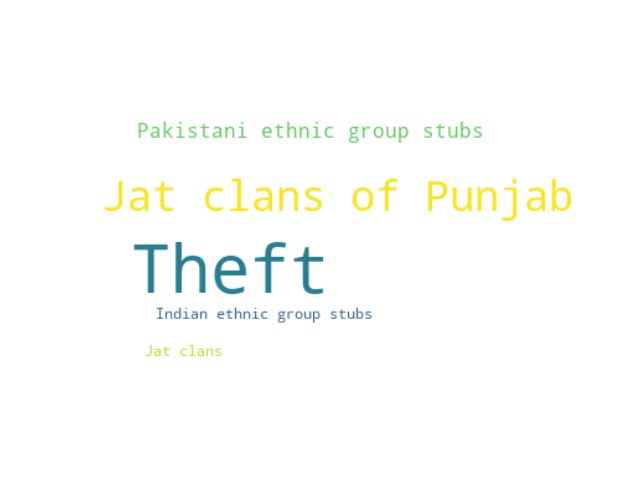 Pakistani ethnic group stubs
Jat clans of Punjab
Theft
Indian ethnic group stubs
Jat clans